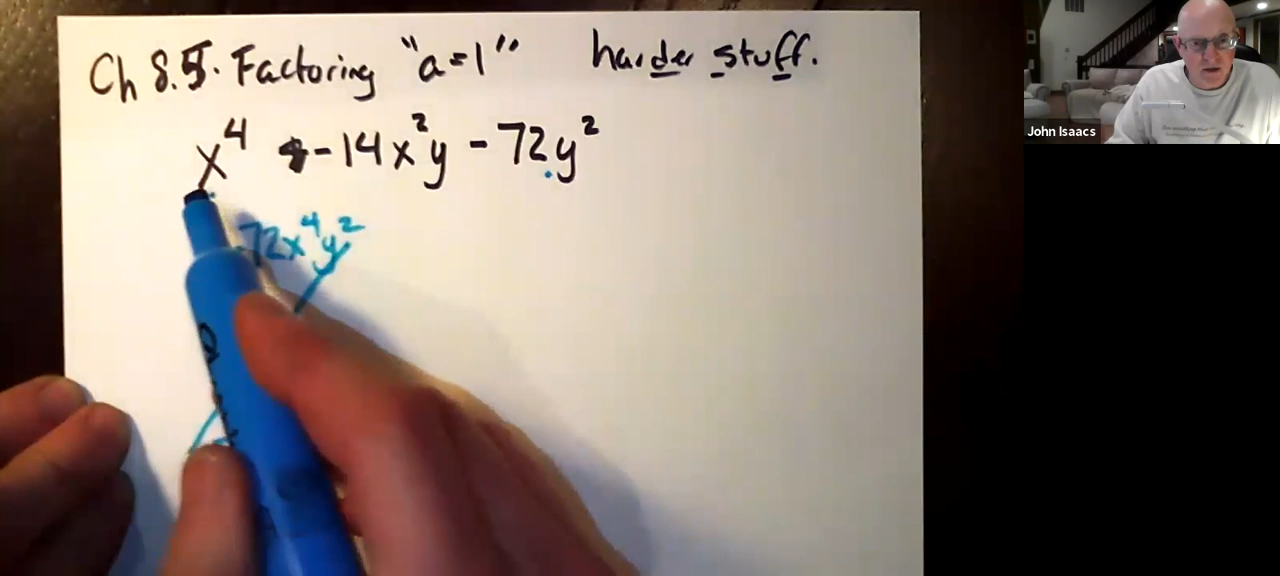 Ch 8.5. Factoring "a=1" harder stuff.
x⁴ - 14x²y - 72y²
72x⁴y²
John Isaacs